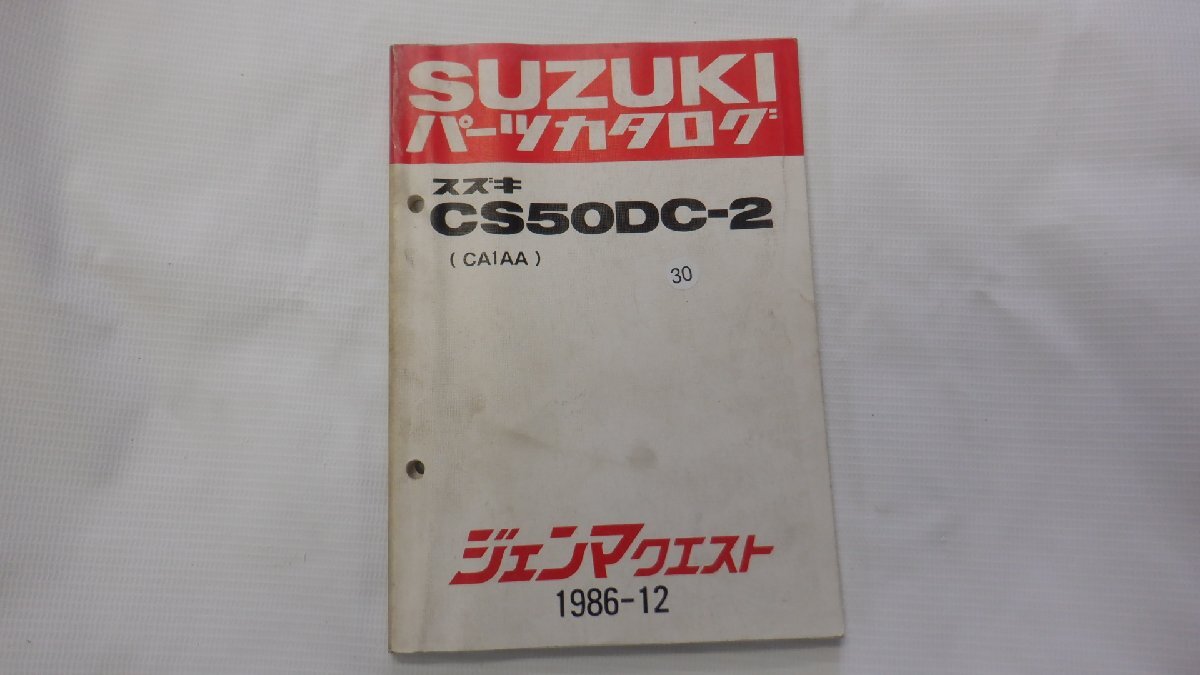 SUZUKI
パーツカタログ
スズキ
CS50DC-2
(CA1AA)
30
ジェンマクエスト
1986-12